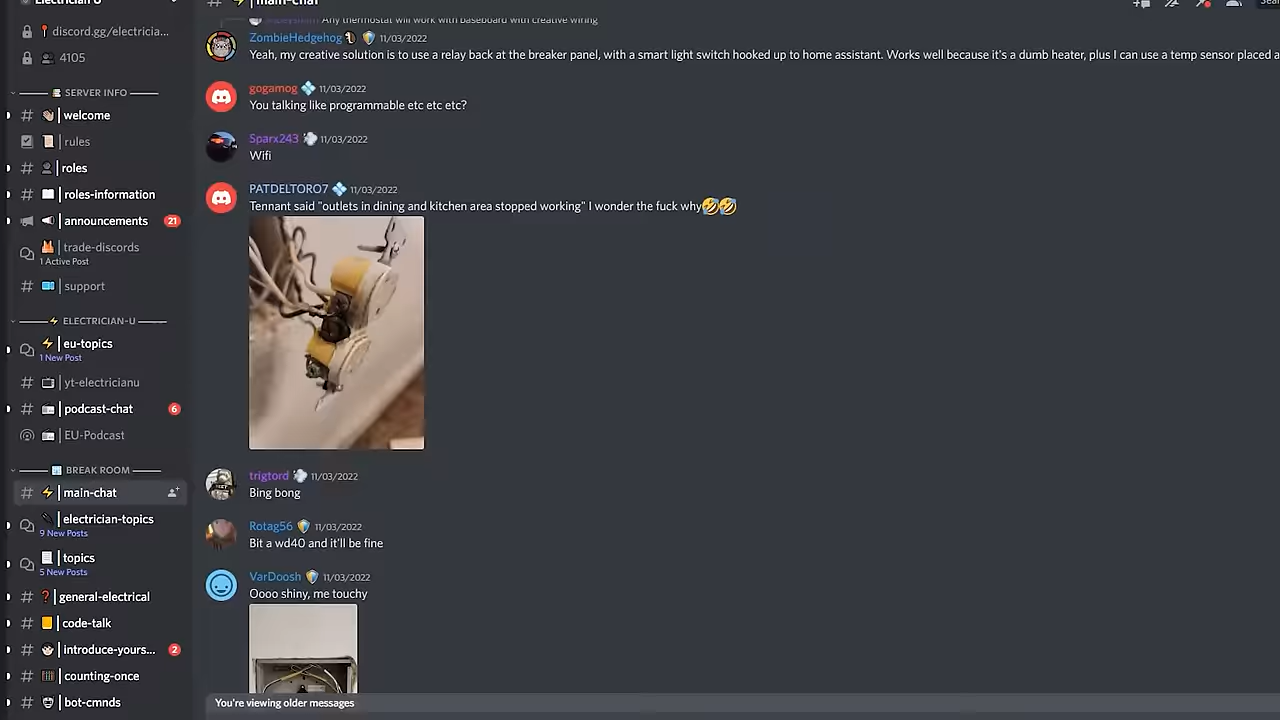 Electrician U
main-chat
discord.gg/electricia...
4105
SERVER INFO
welcome
rules
roles
roles-information
announcements 21
trade-discords
1 Active Post
support
ELECTRICIAN-U
eu-topics
1 New Post
yt-electricianu
podcast-chat 6
EU-Podcast
BREAK ROOM
main-chat
electrician-topics
9 New Posts
topics
5 New Posts
general-electrical
code-talk
introduce-yours... 2
counting-once
bot-cmnds
Any thermostat will work with baseboard with creative wiring
ZombieHedgehog 11/03/2022
Yeah, my creative solution is to use a relay back at the breaker panel, with a smart light switch hooked up to home assistant. Works well because it's a dumb heater, plus I can use a temp sensor placed a
gogamog 11/03/2022
You talking like programmable etc etc etc?
Sparx243 11/03/2022
Wifi
PATDELTORO7 11/03/2022
Tennant said "outlets in dining and kitchen area stopped working" I wonder the fuck why🤣🤣
trigtord 11/03/2022
Bing bong
Rotag56 11/03/2022
Bit a wd40 and it'll be fine
VarDoosh 11/03/2022
Oooo shiny, me touchy
You're viewing older messages